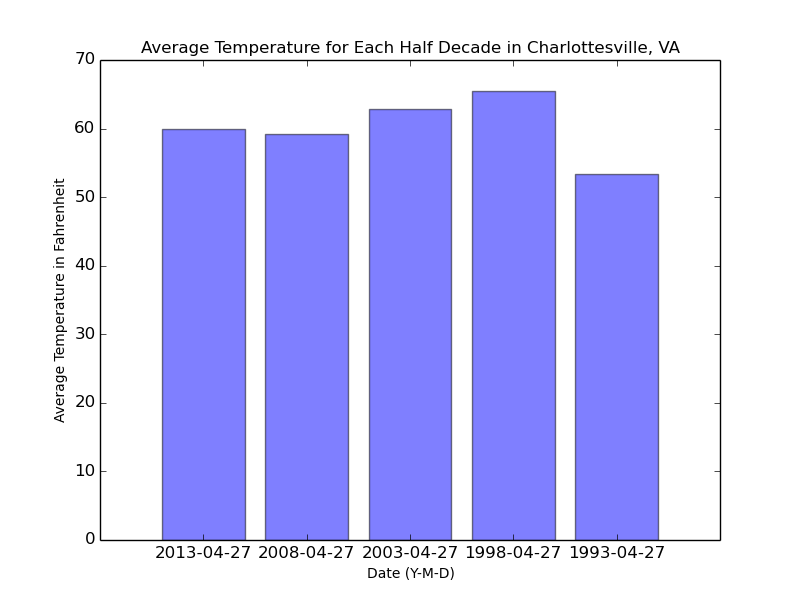 Average Temperature for Each Half Decade in Charlottesville, VA
70
60
50
40
30
20
10
0
Average Temperature in Fahrenheit
2013-04-27 2008-04-27 2003-04-27 1998-04-27 1993-04-27
Date (Y-M-D)